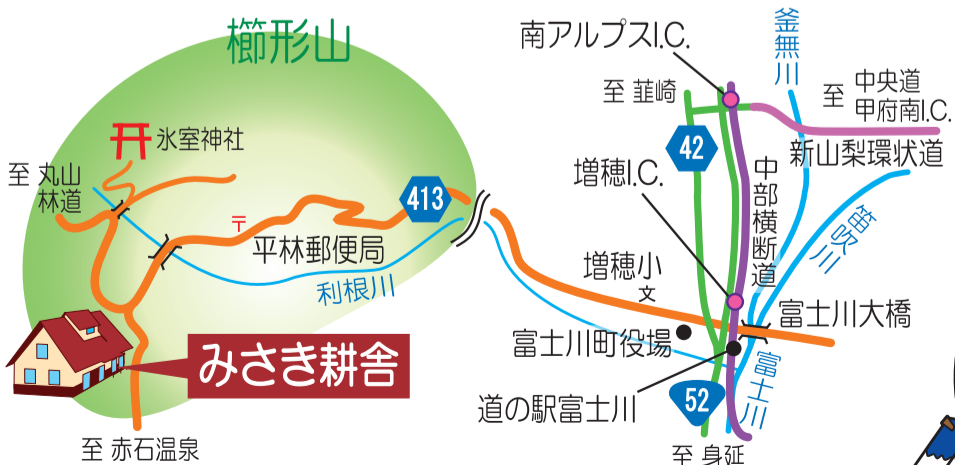 櫛形山
氷室神社
至 丸山
林道
413
〒
平林郵便局
利根川
みさき耕舎
至 赤石温泉
南アルプスI.C.
釜無川
至 韮崎
至 中央道
甲府南I.C.
42
新山梨環状道
増穂I.C.
中部横断道
笛吹川
増穂小
文
富士川大橋
富士川町役場
道の駅富士川
富士川
52
至 身延